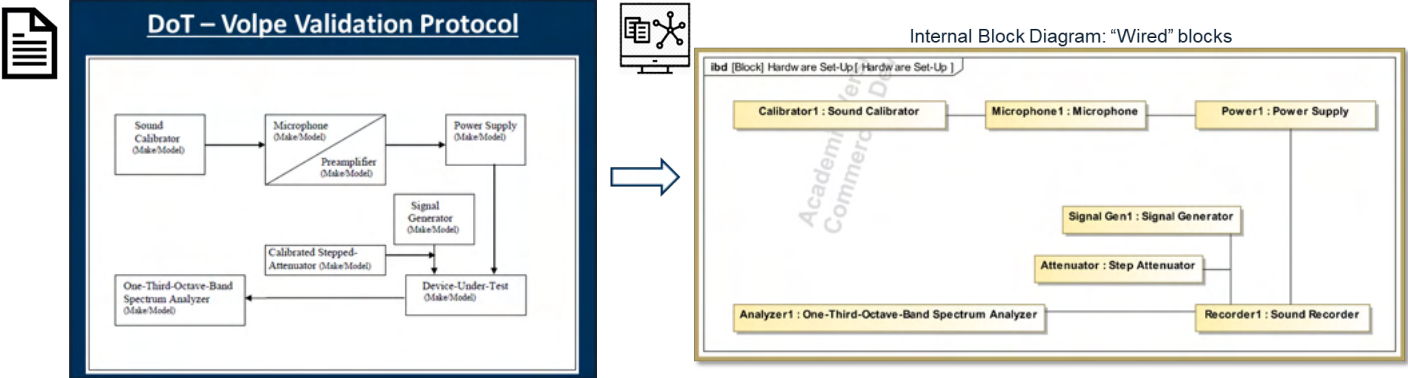 DoT – Volpe Validation Protocol
Sound
Calibrator
(Make/Model)
Microphone
(Make/Model)
Preamplifier
(Make/Model)
Power Supply
(Make/Model)
Signal
Generator
(Make/Model)
Calibrated Stepped-
Attenuator (Make/Model)
One-Third-Octave-Band
Spectrum Analyzer
(Make/Model)
Device-Under-Test
(Make/Model)
Internal Block Diagram: “Wired” blocks
ibd [Block] Hardware Set-Up [ Hardware Set-Up ]
Calibrator1 : Sound Calibrator
Microphone1 : Microphone
Power1 : Power Supply
Signal Gen1 : Signal Generator
Attenuator : Step Attenuator
Analyzer1 : One-Third-Octave-Band Spectrum Analyzer
Recorder1 : Sound Recorder